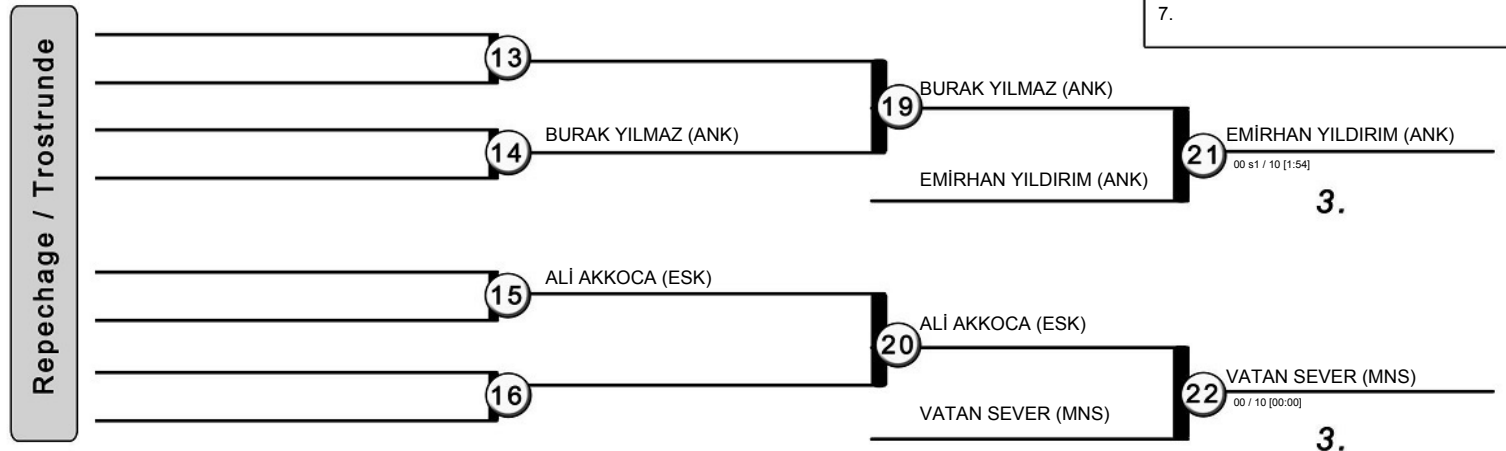 7.
Repechage / Trostrunde
13
BURAK YILMAZ (ANK)
19
14
BURAK YILMAZ (ANK)
EMİRHAN YILDIRIM (ANK)
21
00 s1 / 10 [1:54]
EMİRHAN YILDIRIM (ANK)
3.
ALİ AKKOCA (ESK)
15
ALİ AKKOCA (ESK)
20
16
VATAN SEVER (MNS)
22
00 / 10 [00:00]
VATAN SEVER (MNS)
3.